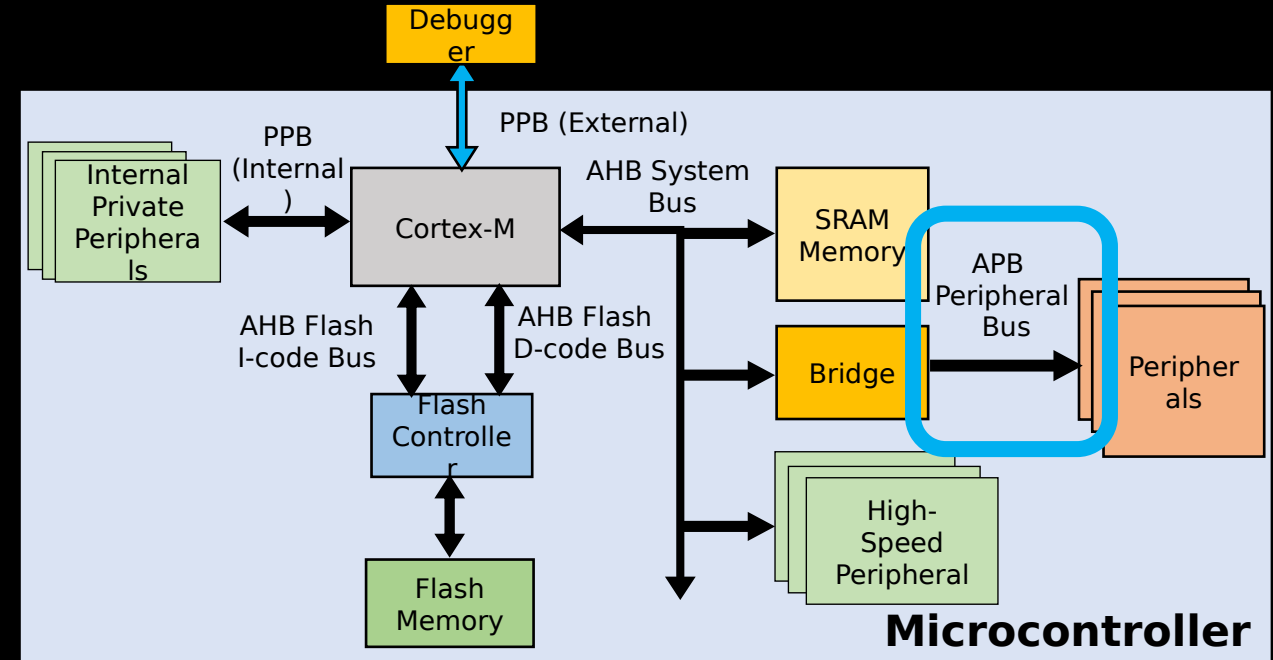 Debugg
er
PPB (External)
PPB
(Internal
)
Internal
Private
Periphera
ls
Cortex-M
AHB System
Bus
SRAM
Memory
APB
Peripheral
Bus
AHB Flash
I-code Bus
AHB Flash
D-code Bus
Bridge
Peripher
als
Flash
Controlle
r
High-
Speed
Peripheral
Flash
Memory
Microcontroller